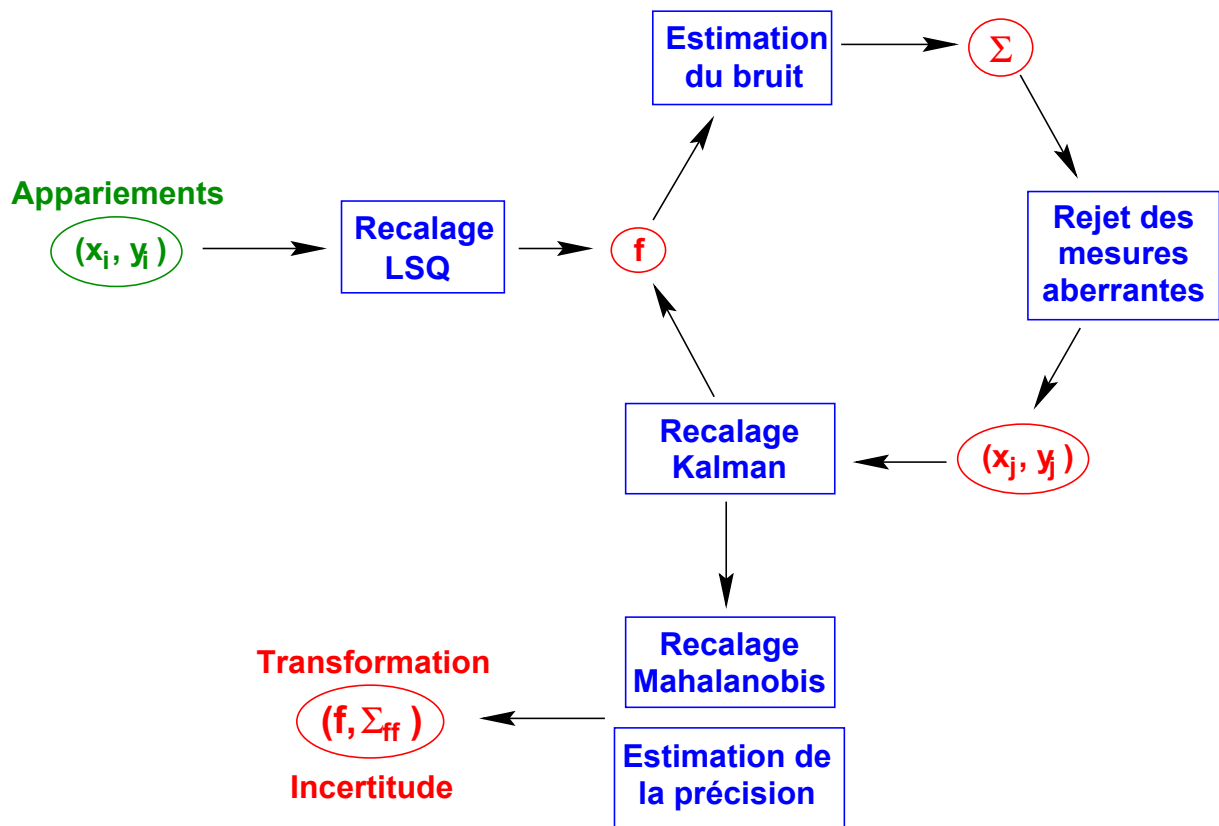 Appariements
(xi, yi)
Recalage
LSQ
f
Estimation
du bruit
Σ
Rejet des
mesures
aberrantes
(xj, yj)
Recalage
Kalman
Recalage
Mahalanobis
Estimation de
la précision
Transformation
(f, Σff)
Incertitude